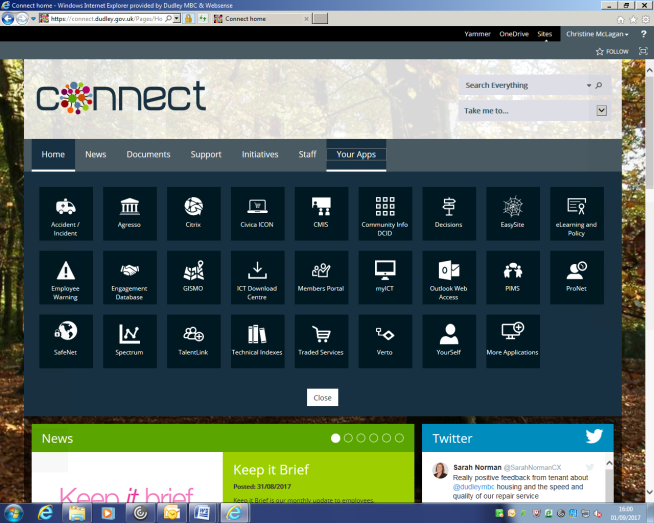 Connect home - Windows Internet Explorer provided by Dudley MBC & Websense
https://connect.dudley.gov.uk/Pages/Ho
Connect home
Yammer OneDrive Sites Christine McLagan ?
FOLLOW
connect
Search Everything
Take me to...
Home News Documents Support Initiatives Staff Your Apps
Accident /
Incident
Agresso
Citrix
Civica ICON
CMIS
Community Info
DCID
Decisions
EasySite
eLearning and
Policy
Employee
Warning
Engagement
Database
GISMO
ICT Download
Centre
Members Portal
myICT
Outlook Web
Access
PIMS
ProNet
SafeNet
Spectrum
TalentLink
Technical Indexes
Traded Services
Verto
YourSelf
More Applications
Close
News
Keep it brief
Keep it Brief
Posted: 31/08/2017
Keep it Brief is our monthly update to employees.
Twitter
Sarah Norman @SarahNormanCX
Really positive feedback from tenant about
@dudleymbc housing and the speed and
quality of our repair service
16:00
01/09/2017